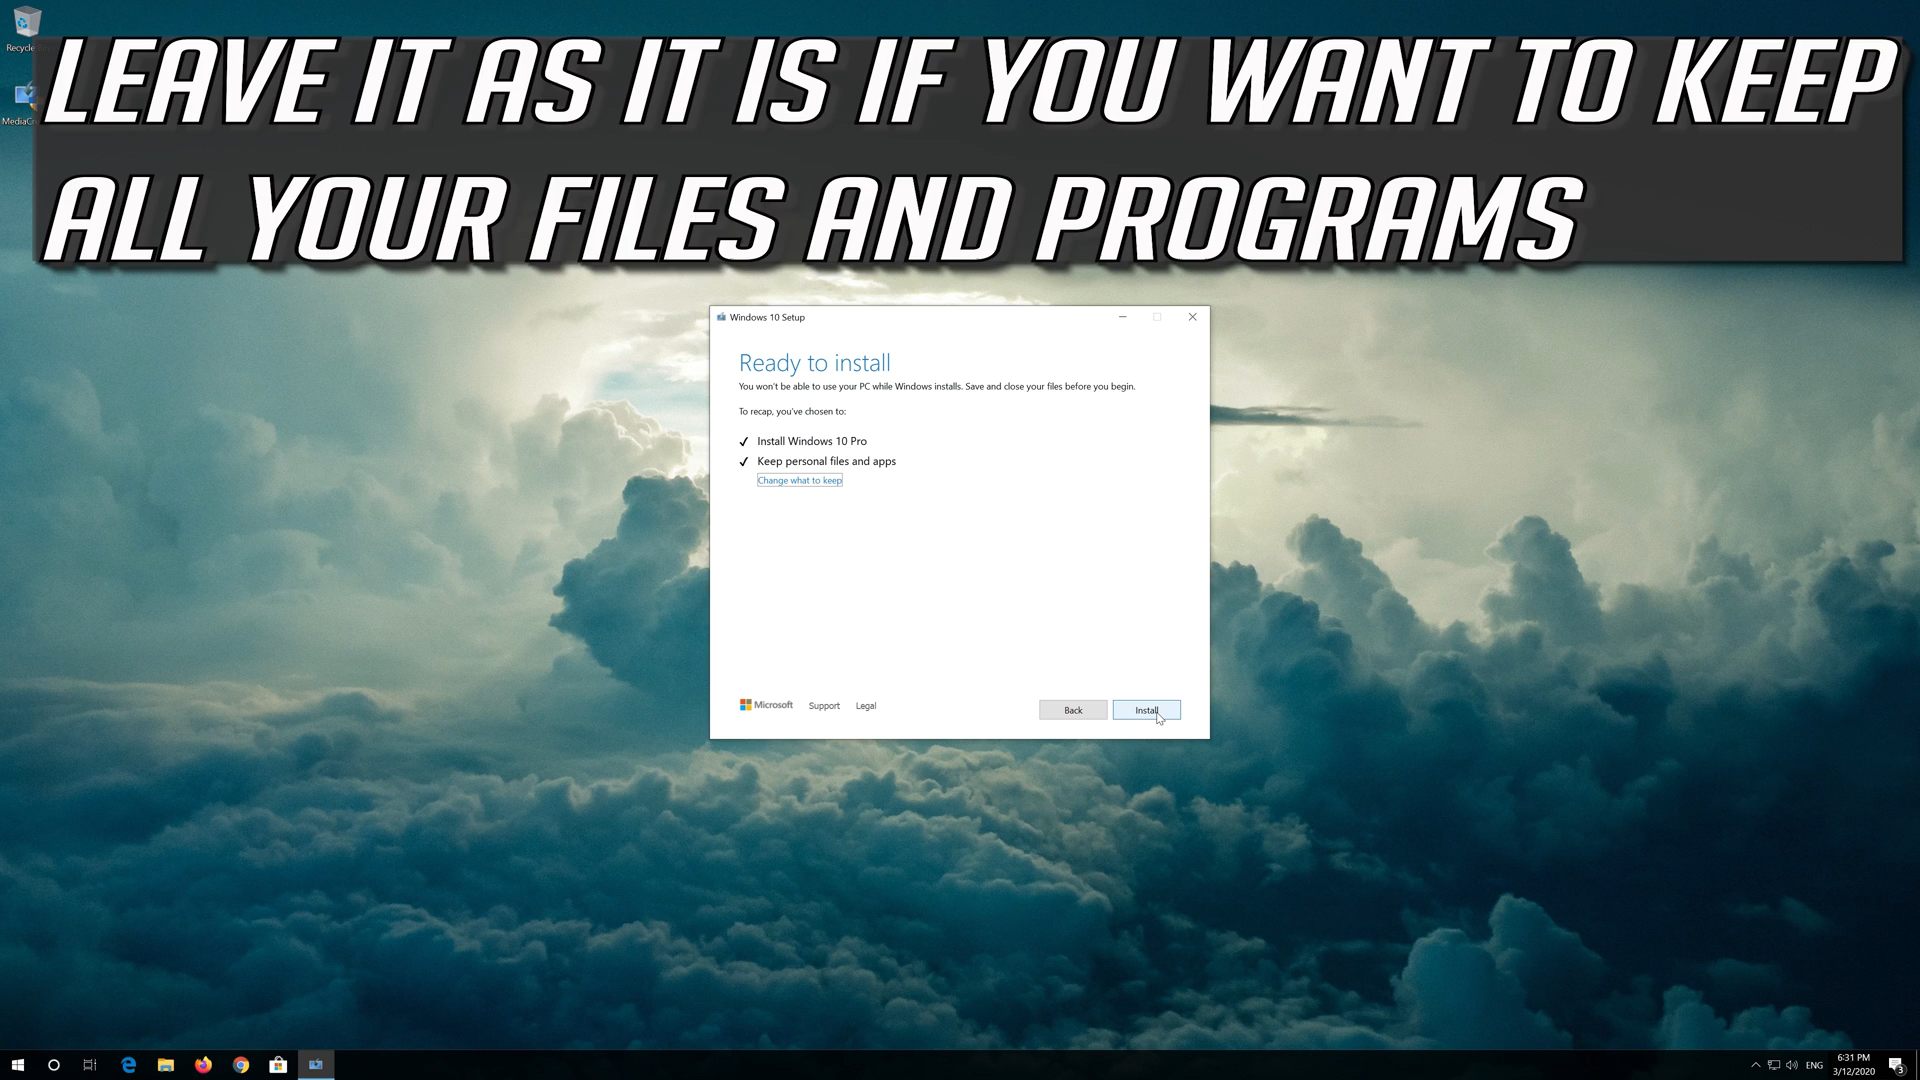 Recycle
MediaCr
LEAVE IT AS IT IS IF YOU WANT TO KEEP
ALL YOUR FILES AND PROGRAMS
Windows 10 Setup
Ready to install
You won't be able to use your PC while Windows installs. Save and close your files before you begin.
To recap, you've chosen to:
Install Windows 10 Pro
Keep personal files and apps
Change what to keep
Microsoft Support Legal
Back Install
ENG
6:31 PM
3/12/2020
3